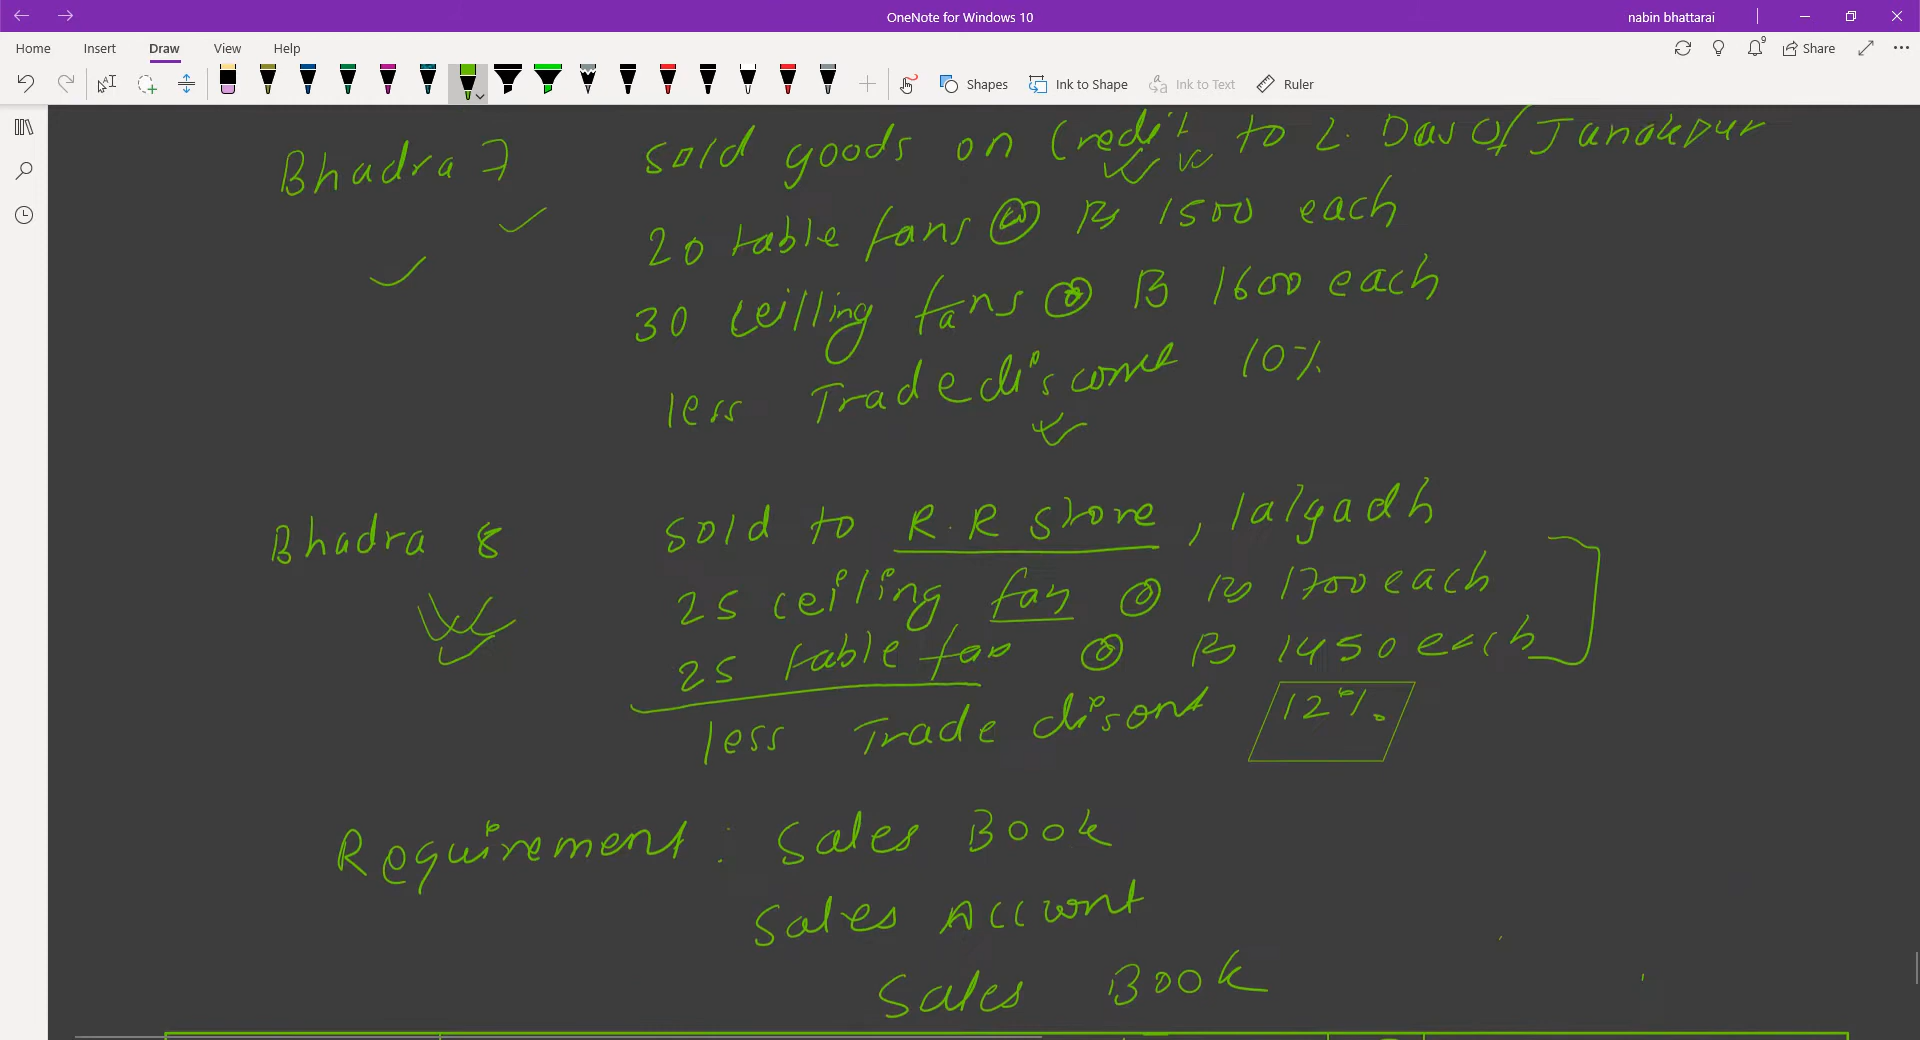 OneNote for Windows 10
nabin bhattarai
Home Insert Draw View Help
Share
Shapes Ink to Shape Ink to Text Ruler
Bhadra 7 sold goods on Credit to L. Das of Janakpur
20 table fans @ Rs 1500 each
30 Ceilling fans @ Rs 1600 each
less Trade discount 10%
Bhadra 8 sold to R.R store, lalgadh
25 ceiling fan @ Rs 1700 each
25 table fan @ Rs 1450 each
less Trade disont 12%
Requirement: Sales Book
Sales Account
Sales Book